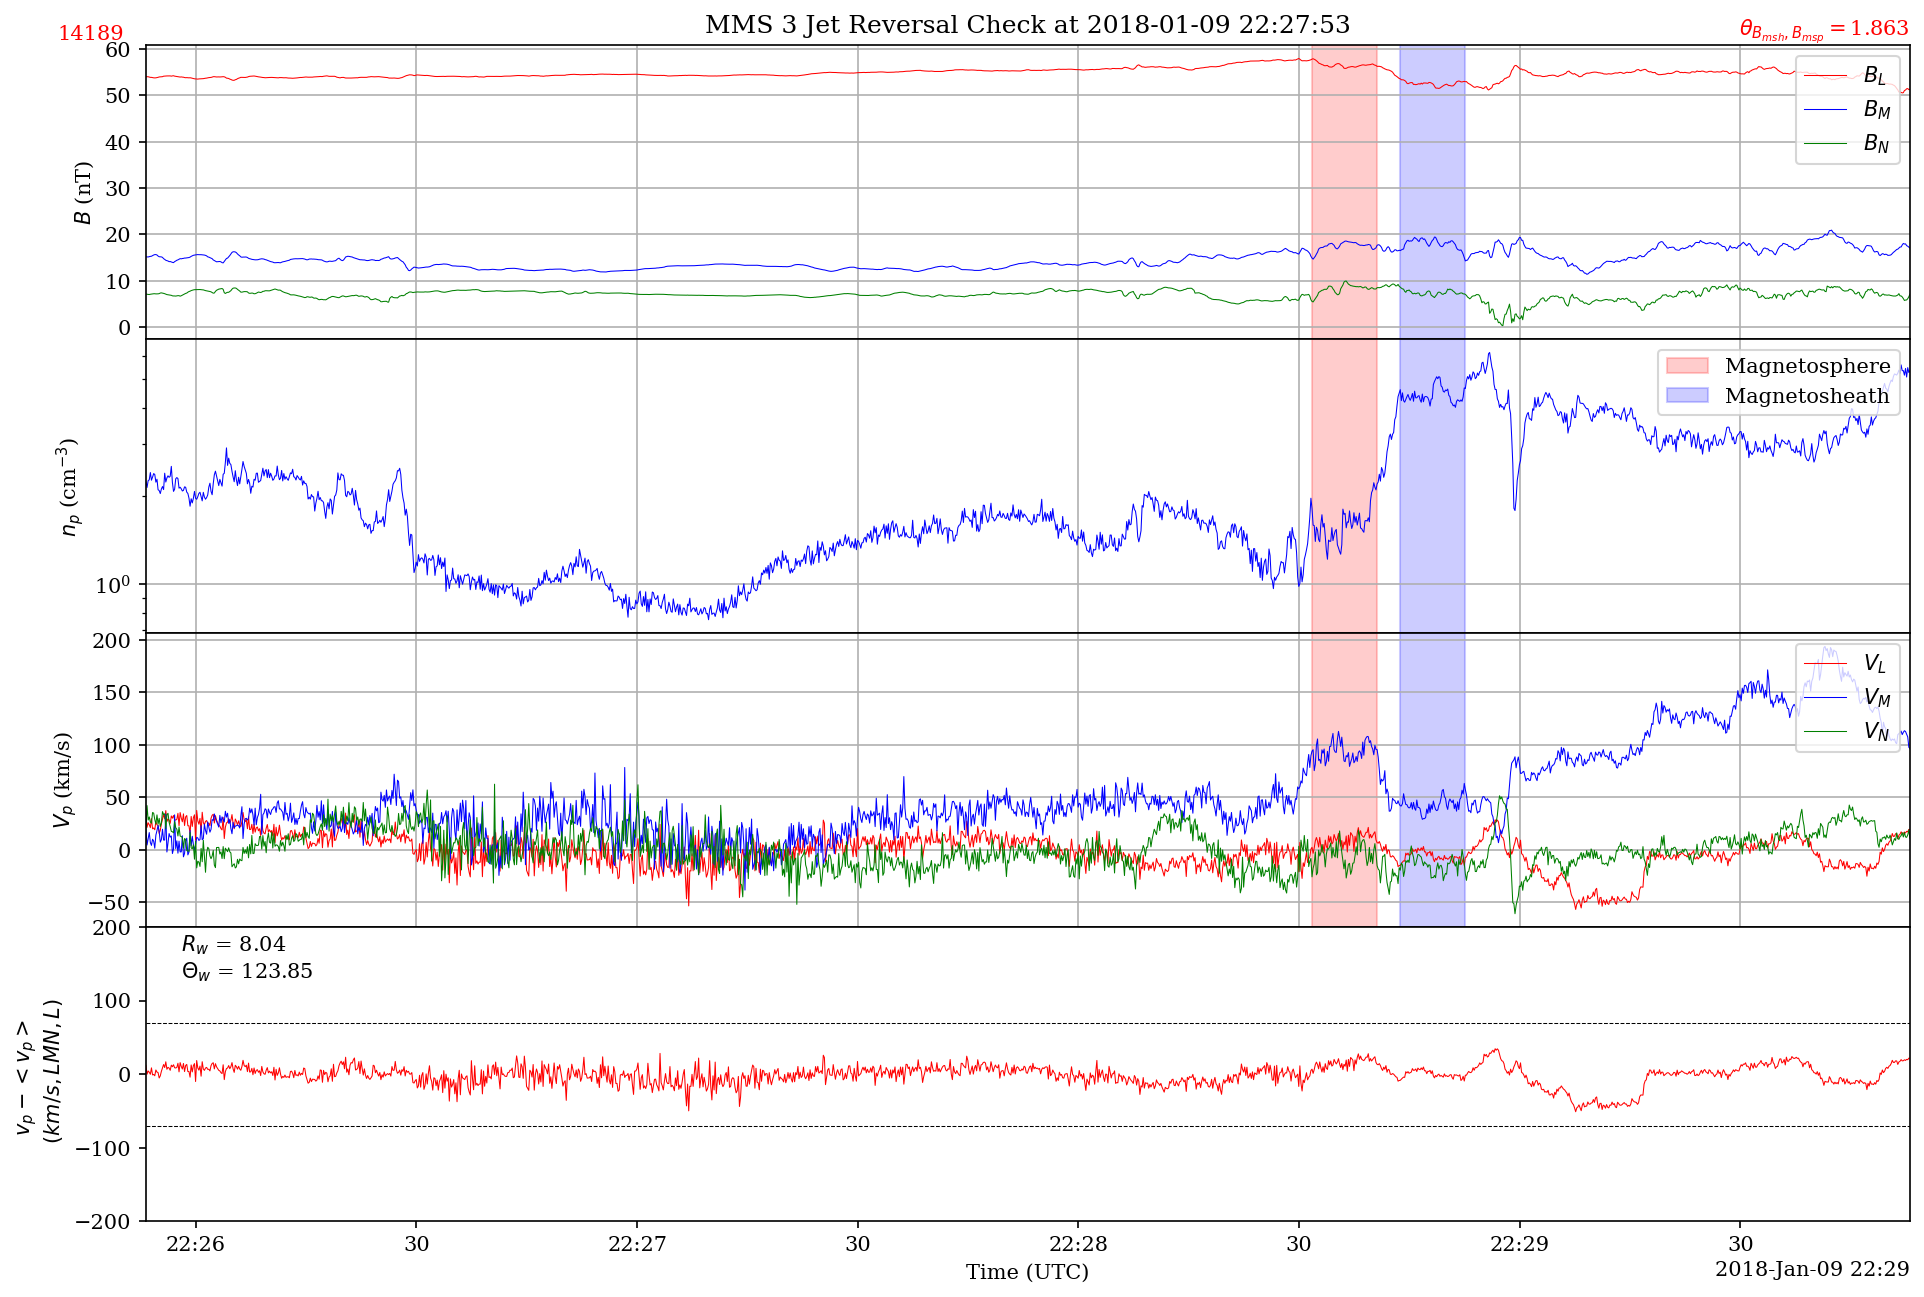 14189
MMS 3 Jet Reversal Check at 2018-01-09 22:27:53
θ_{B_{msh}, B_{msp}} = 1.863
60
50
40
30
20
10
0
B (nT)
B_L
B_M
B_N
10^0
n_p (cm^{−3})
Magnetosphere
Magnetosheath
200
150
100
50
0
−50
V_p (km/s)
V_L
V_M
V_N
200
100
0
−100
−200
v_p − < v_p >
(km/s, LMN, L)
R_w = 8.04
Θ_w = 123.85
22:26 30 22:27 30 22:28 30 22:29 30
Time (UTC)
2018-Jan-09 22:29